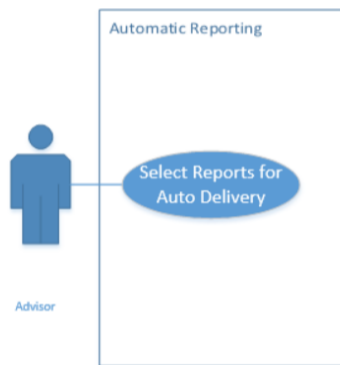 Automatic Reporting
Select Reports for
Auto Delivery
Advisor